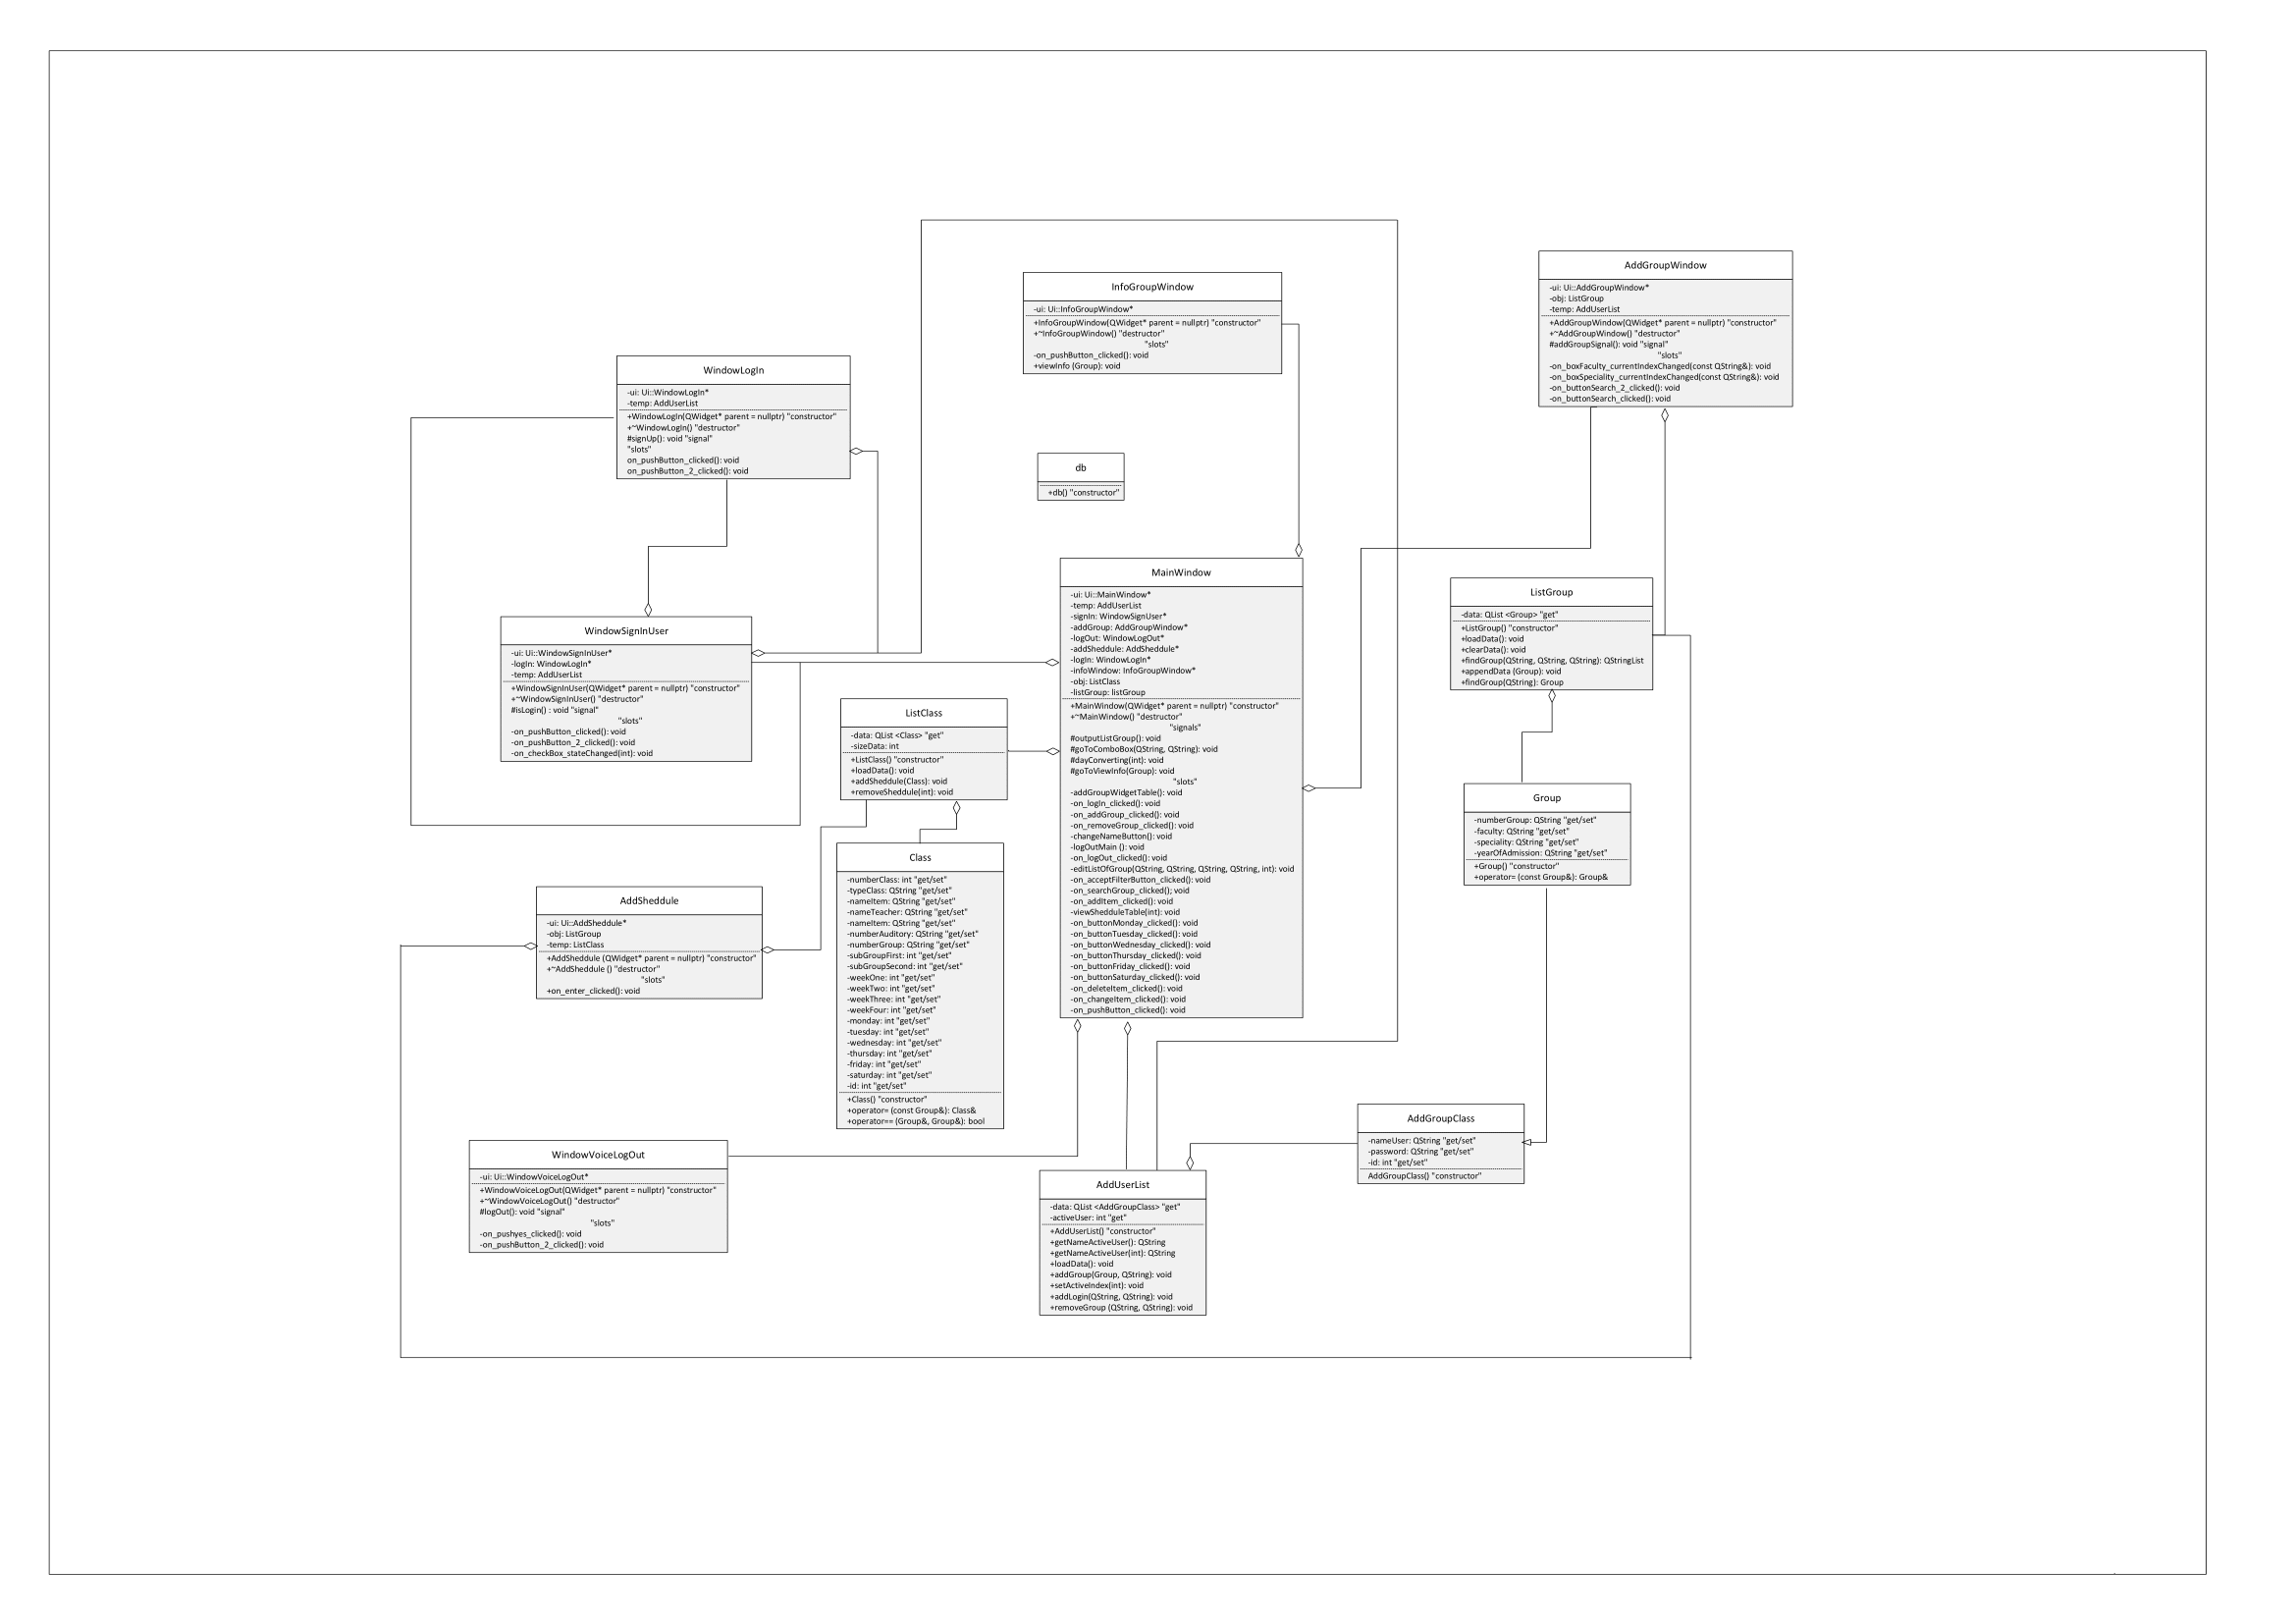 InfoGroupWindow
-ui: Ui::InfoGroupWindow*
+InfoGroupWindow(QWidget* parent = nullptr) "constructor"
+~InfoGroupWindow() "destructor"
"slots"
-on_pushButton_clicked(): void
+viewInfo (Group): void
AddGroupWindow
-ui: Ui::AddGroupWindow*
-obj: ListGroup
-temp: AddUserList
+AddGroupWindow(QWidget* parent = nullptr) "constructor"
+~AddGroupWindow() "destructor"
#addGroupSignal(): void "signal"
"slots"
-on_boxFaculty_currentIndexChanged(const QString&): void
-on_boxSpeciality_currentIndexChanged(const QString&): void
-on_buttonSearch_2_clicked(): void
-on_buttonSearch_clicked(): void
WindowLogIn
-ui: Ui::WindowLogIn*
-temp: AddUserList
+WindowLogIn(QWidget* parent = nullptr) "constructor"
+~WindowLogIn() "destructor"
#signUp(): void "signal"
"slots"
on_pushButton_clicked(): void
on_pushButton_2_clicked(): void
db
+db() "constructor"
WindowSignInUser
-ui: Ui::WindowSignInUser*
-logIn: WindowLogIn*
-temp: AddUserList
+WindowSignInUser(QWidget* parent = nullptr) "constructor"
+~WindowSignInUser() "destructor"
#isLogin() : void "signal"
"slots"
-on_pushButton_clicked(): void
-on_pushButton_2_clicked(): void
-on_checkBox_stateChanged(int): void
MainWindow
-ui: Ui::MainWindow*
-temp: AddUserList
-signIn: WindowSignUser*
-addGroup: AddGroupWindow*
-logOut: WindowLogOut*
-addSheddule: AddSheddule*
-logIn: WindowLogIn*
-infoWindow: InfoGroupWindow*
-obj: ListClass
-listGroup: listGroup
+MainWindow(QWidget* parent = nullptr) "constructor"
+~MainWindow() "destructor"
"signals"
#outputListGroup(): void
#goToComboBox(QString, QString): void
#dayConverting(int): void
#goToViewInfo(Group): void
"slots"
-addGroupWidgetTable(): void
-on_logIn_clicked(): void
-on_addGroup_clicked(): void
-on_removeGroup_clicked(): void
-changeNameButton(): void
-logOutMain (): void
-on_logOut_clicked(): void
-editListOfGroup(QString, QString, QString, QString, int): void
-on_acceptFilterButton_clicked(): void
-on_searchGroup_clicked(); void
-on_addItem_clicked(): void
-viewShedduleTable(int): void
-on_buttonMonday_clicked(): void
-on_buttonTuesday_clicked(): void
-on_buttonWednesday_clicked(): void
-on_buttonThursday_clicked(): void
-on_buttonFriday_clicked(): void
-on_buttonSaturday_clicked(): void
-on_deleteItem_clicked(): void
-on_changeItem_clicked(): void
-on_pushButton_clicked(): void
ListGroup
-data: QList <Group> "get"
+ListGroup() "constructor"
+loadData(): void
+clearData(): void
+findGroup(QString, QString, QString): QStringList
+appendData (Group): void
+findGroup(QString): Group
ListClass
-data: QList <Class> "get"
-sizeData: int
+ListClass() "constructor"
+loadData(): void
+addSheddule(Class): void
+removeSheddule(int): void
Group
-numberGroup: QString "get/set"
-faculty: QString "get/set"
-speciality: QString "get/set"
-yearOfAdmission: QString "get/set"
+Group() "constructor"
+operator= (const Group&): Group&
Class
-numberClass: int "get/set"
-typeClass: QString "get/set"
-nameItem: QString "get/set"
-nameTeacher: QString "get/set"
-nameItem: QString "get/set"
-numberAuditory: QString "get/set"
-numberGroup: QString "get/set"
-subGroupFirst: int "get/set"
-subGroupSecond: int "get/set"
-weekOne: int "get/set"
-weekTwo: int "get/set"
-weekThree: int "get/set"
-weekFour: int "get/set"
-monday: int "get/set"
-tuesday: int "get/set"
-wednesday: int "get/set"
-thursday: int "get/set"
-friday: int "get/set"
-saturday: int "get/set"
-id: int "get/set"
+Class() "constructor"
+operator= (const Group&): Class&
+operator== (Group&, Group&): bool
AddSheddule
-ui: Ui::AddSheddule*
-obj: ListGroup
-temp: ListClass
+AddSheddule (QWidget* parent = nullptr) "constructor"
+~AddSheddule () "destructor"
"slots"
+on_enter_clicked(): void
WindowVoiceLogOut
-ui: Ui::WindowVoiceLogOut*
+WindowVoiceLogOut(QWidget* parent = nullptr) "constructor"
+~WindowVoiceLogOut() "destructor"
#logOut(): void "signal"
"slots"
-on_pushyes_clicked(): void
-on_pushButton_2_clicked(): void
AddGroupClass
-nameUser: QString "get/set"
-password: QString "get/set"
-id: int "get/set"
AddGroupClass() "constructor"
AddUserList
-data: QList <AddGroupClass> "get"
-activeUser: int "get"
+AddUserList() "constructor"
+getNameActiveUser(): QString
+getNameActiveUser(int): QString
+loadData(): void
+addGroup(Group, QString): void
+setActiveIndex(int): void
+addLogin(QString, QString): void
+removeGroup (QString, QString): void